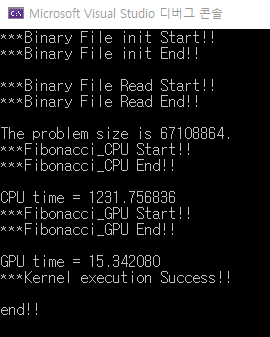 Microsoft Visual Studio 디버그 콘솔
***Binary File init Start!!
***Binary File init End!!
***Binary File Read Start!!
***Binary File Read End!!
The problem size is 67108864.
***Fibonacci_CPU Start!!
***Fibonacci_CPU End!!
CPU time = 1231.756836
***Fibonacci_GPU Start!!
***Fibonacci_GPU End!!
GPU time = 15.342080
***Kernel execution Success!!
end!!